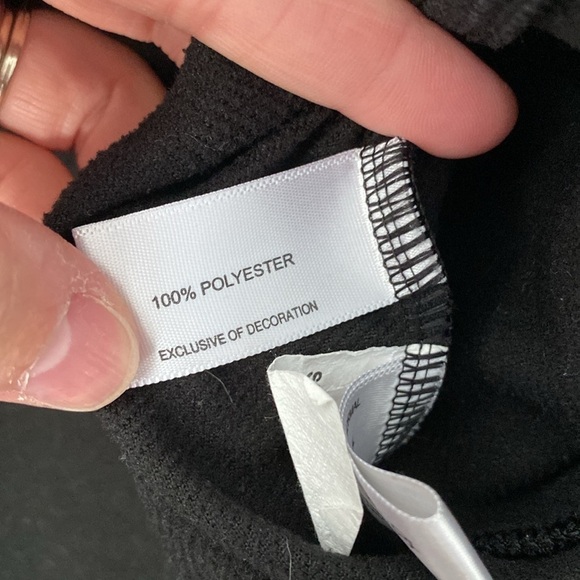 100% POLYESTER
EXCLUSIVE OF DECORATION